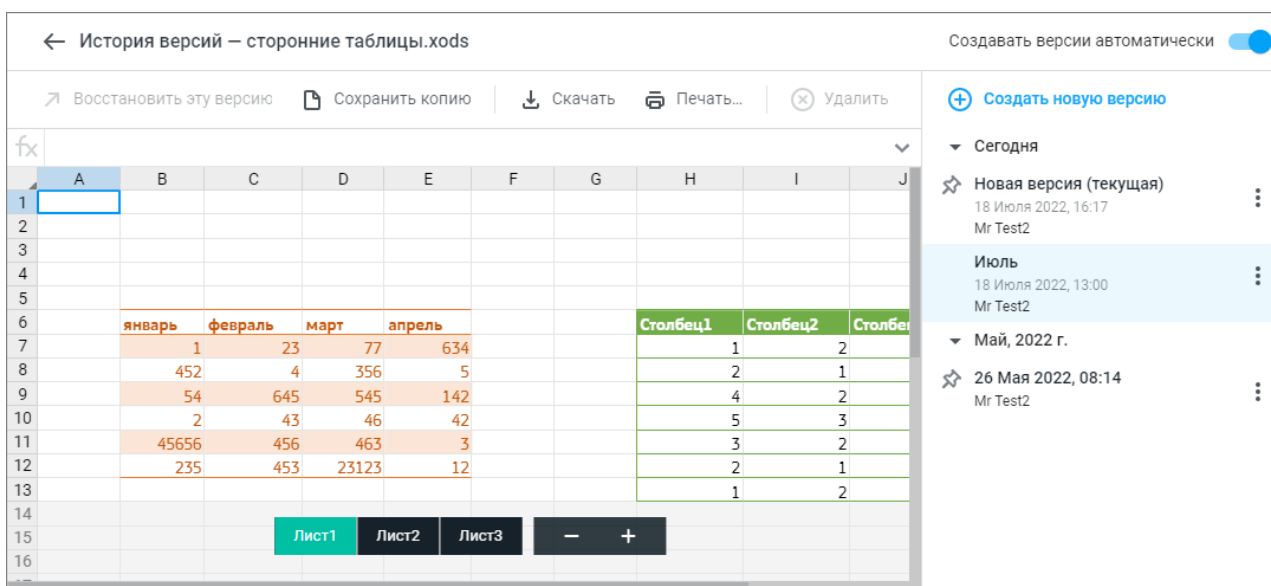 История версий — сторонние таблицы.xods
Создавать версии автоматически
Восстановить эту версию Сохранить копию Скачать Печать... Удалить
Создать новую версию
fx
Сегодня
A B C D E F G H I J
Новая версия (текущая)
18 Июля 2022, 16:17
Mr Test2
Июль
18 Июля 2022, 13:00
Mr Test2
Май, 2022 г.
26 Мая 2022, 08:14
Mr Test2
1
2
3
4
5
6 январь февраль март апрель Столбец1 Столбец2 Столбе
7 1 23 77 634 1 2
8 452 4 356 5 2 1
9 54 645 545 142 4 2
10 2 43 46 42 5 3
11 45656 456 463 3 3 2
12 235 453 23123 12 2 1
13 1 2
14
15
16
Лист1 Лист2 Лист3 − +